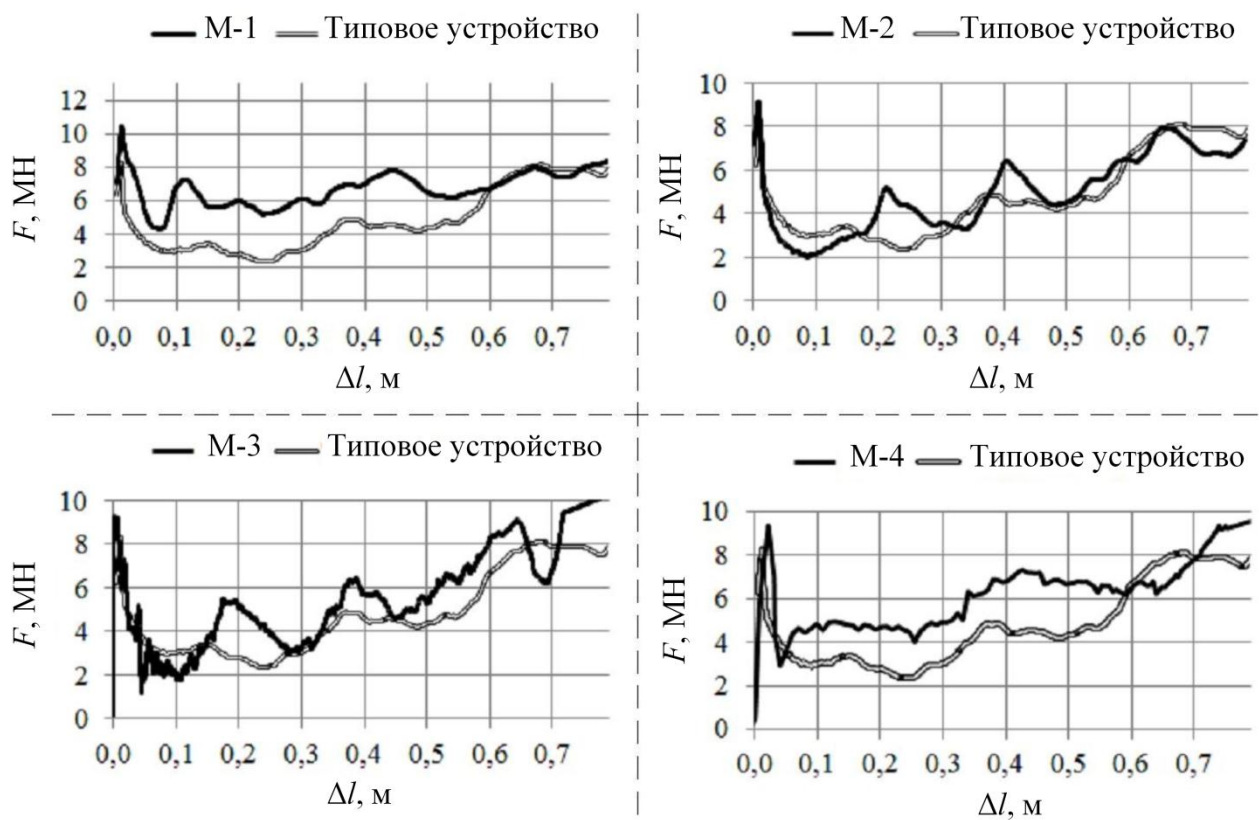 М-1 Типовое устройство
12
10
8
6
4
2
0
F, МН
0,0 0,1 0,2 0,3 0,4 0,5 0,6 0,7
Δl, м
М-2 Типовое устройство
10
8
6
4
2
0
F, МН
0,0 0,1 0,2 0,3 0,4 0,5 0,6 0,7
Δl, м
М-3 Типовое устройство
10
8
6
4
2
0
F, МН
0,0 0,1 0,2 0,3 0,4 0,5 0,6 0,7
Δl, м
М-4 Типовое устройство
10
8
6
4
2
0
F, МН
0,0 0,1 0,2 0,3 0,4 0,5 0,6 0,7
Δl, м